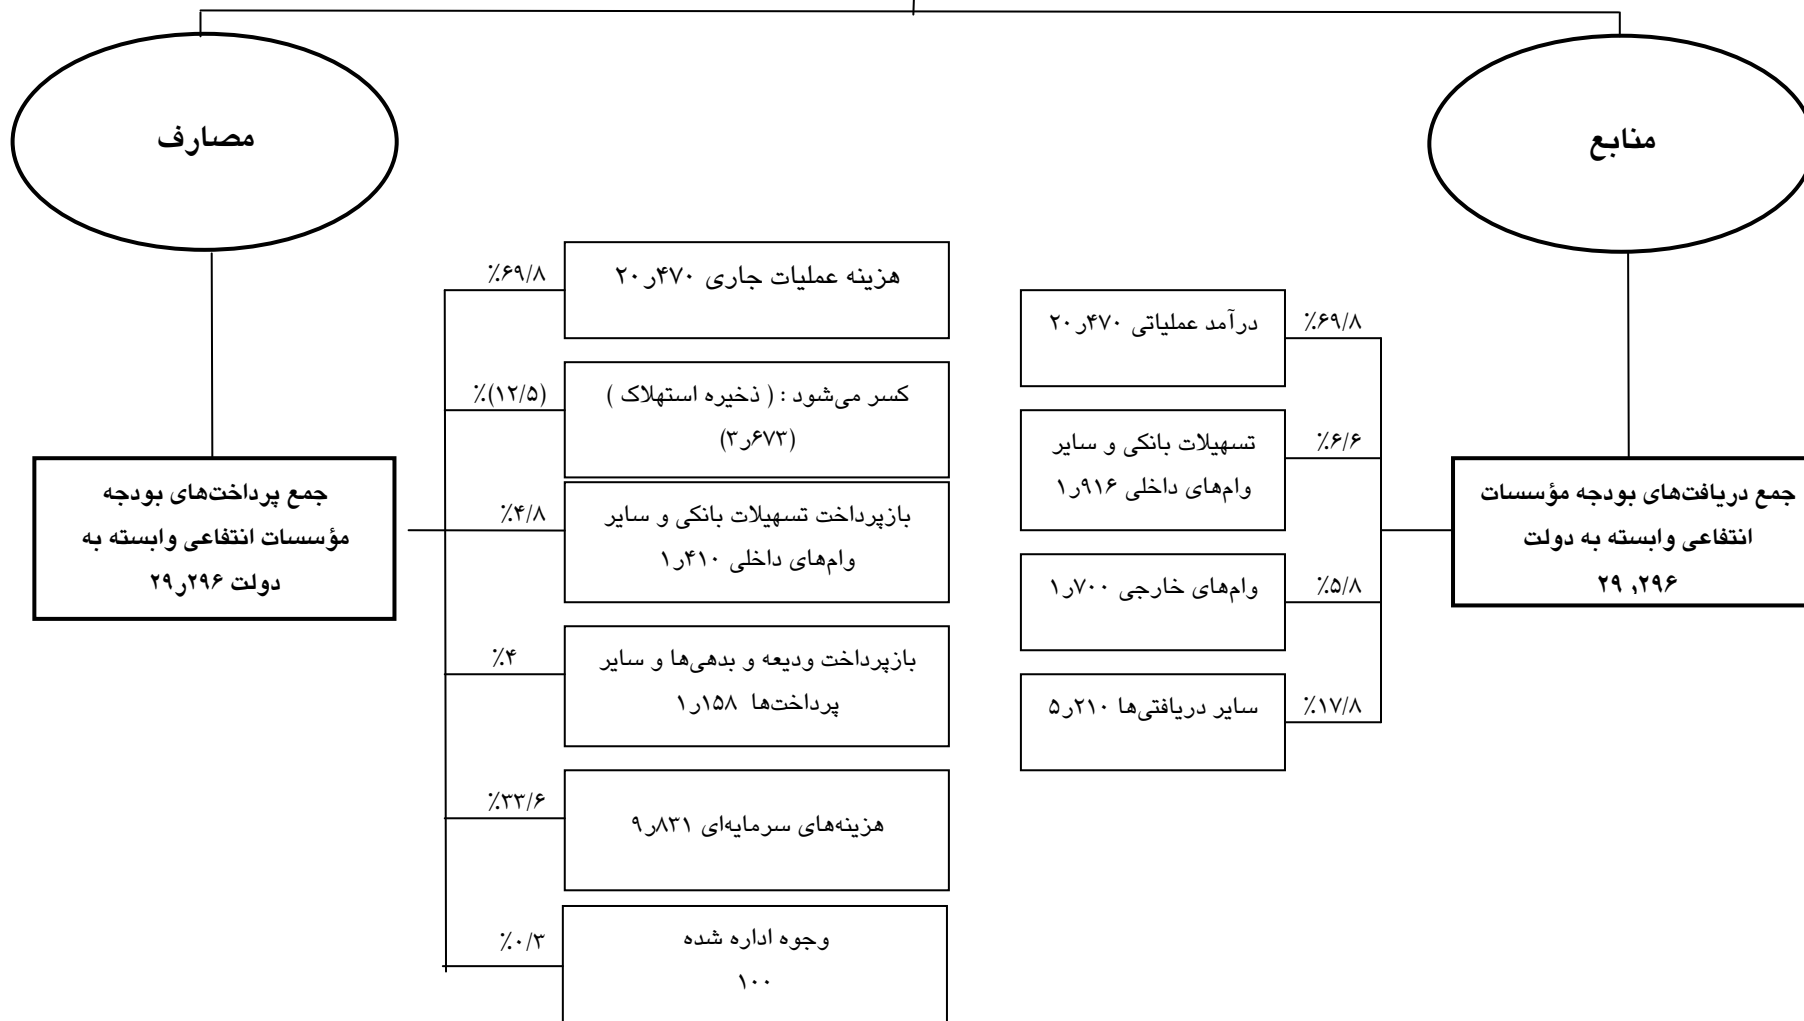 منابع
مصارف
جمع دریافت‌های بودجه مؤسسات
انتفاعی وابسته به دولت
۲۹ر۲۹۶
٪۶۹/۸
درآمد عملیاتی ۲۰ر۴۷۰
٪۶/۶
تسهیلات بانکی و سایر
وام‌های داخلی ۱ر۹۱۶
٪۵/۸
وام‌های خارجی ۱ر۷۰۰
٪۱۷/۸
سایر دریافتی‌ها ۵ر۲۱۰
هزینه عملیات جاری ۲۰ر۴۷۰
٪۶۹/۸
کسر می‌شود : ( ذخیره استهلاک )
(۳ر۶۷۳)
٪(۱۲/۵)
بازپرداخت تسهیلات بانکی و سایر
وام‌های داخلی ۱ر۴۱۰
٪۴/۸
بازپرداخت ودیعه و بدهی‌ها و سایر
پرداخت‌ها ۱ر۱۵۸
٪۴
هزینه‌های سرمایه‌ای ۹ر۸۳۱
٪۳۳/۶
وجوه اداره شده
۱۰۰
٪۰/۳
جمع پرداخت‌های بودجه
مؤسسات انتفاعی وابسته به
دولت ۲۹ر۲۹۶